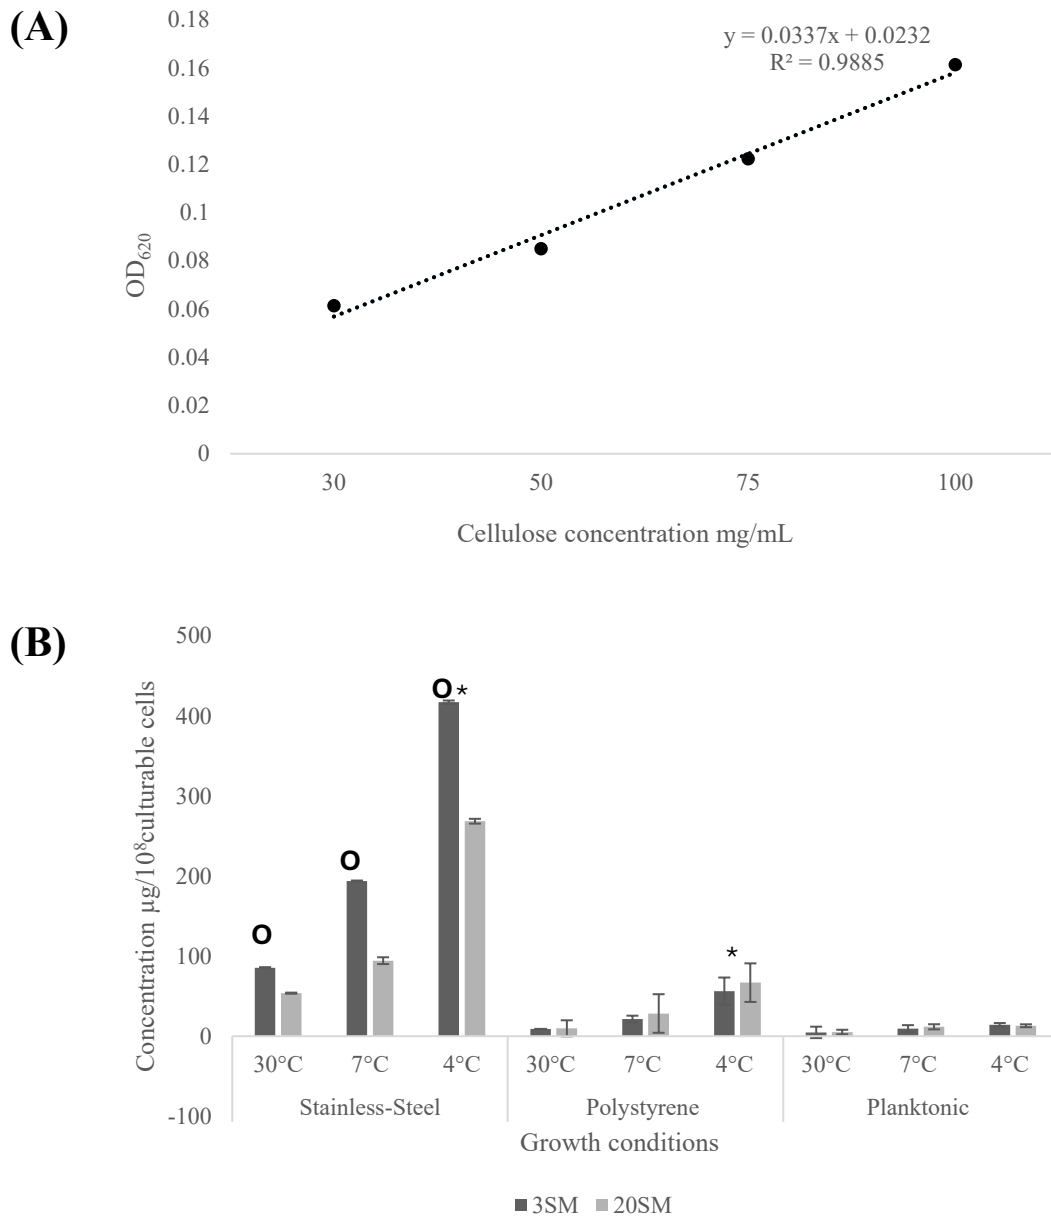 (A)
0.18
0.16
0.14
0.12
0.1
0.08
0.06
0.04
0.02
0
OD620
y = 0.0337x + 0.0232
R² = 0.9885
30 50 75 100
Cellulose concentration mg/mL
(B)
500
400
300
200
100
0
-100
Concentration µg/10⁸culturable cells
O
O
O *
*
30°C 7°C 4°C 30°C 7°C 4°C 30°C 7°C 4°C
Stainless-Steel Polystyrene Planktonic
Growth conditions
3SM 20SM